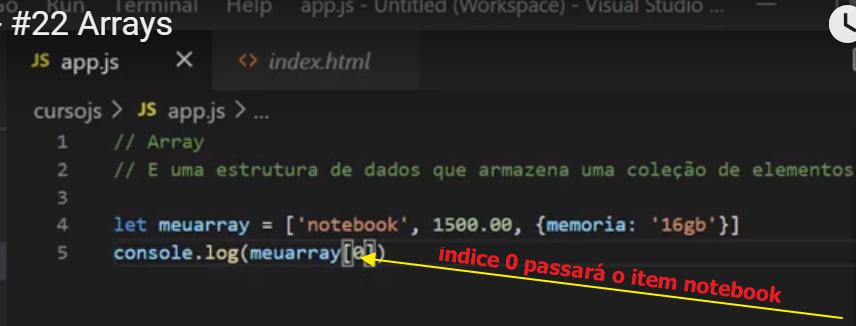 Go Run Terminal Help app.js - Untitled (Workspace) - Visual Studio ...
- #22 Arrays
JS app.js × <> index.html
cursojs > JS app.js > ...
1 // Array
2 // E uma estrutura de dados que armazena uma coleção de elementos
3
4 let meuarray = ['notebook', 1500.00, {memoria: '16gb'}]
5 console.log(meuarray[0])
indice 0 passará o item notebook